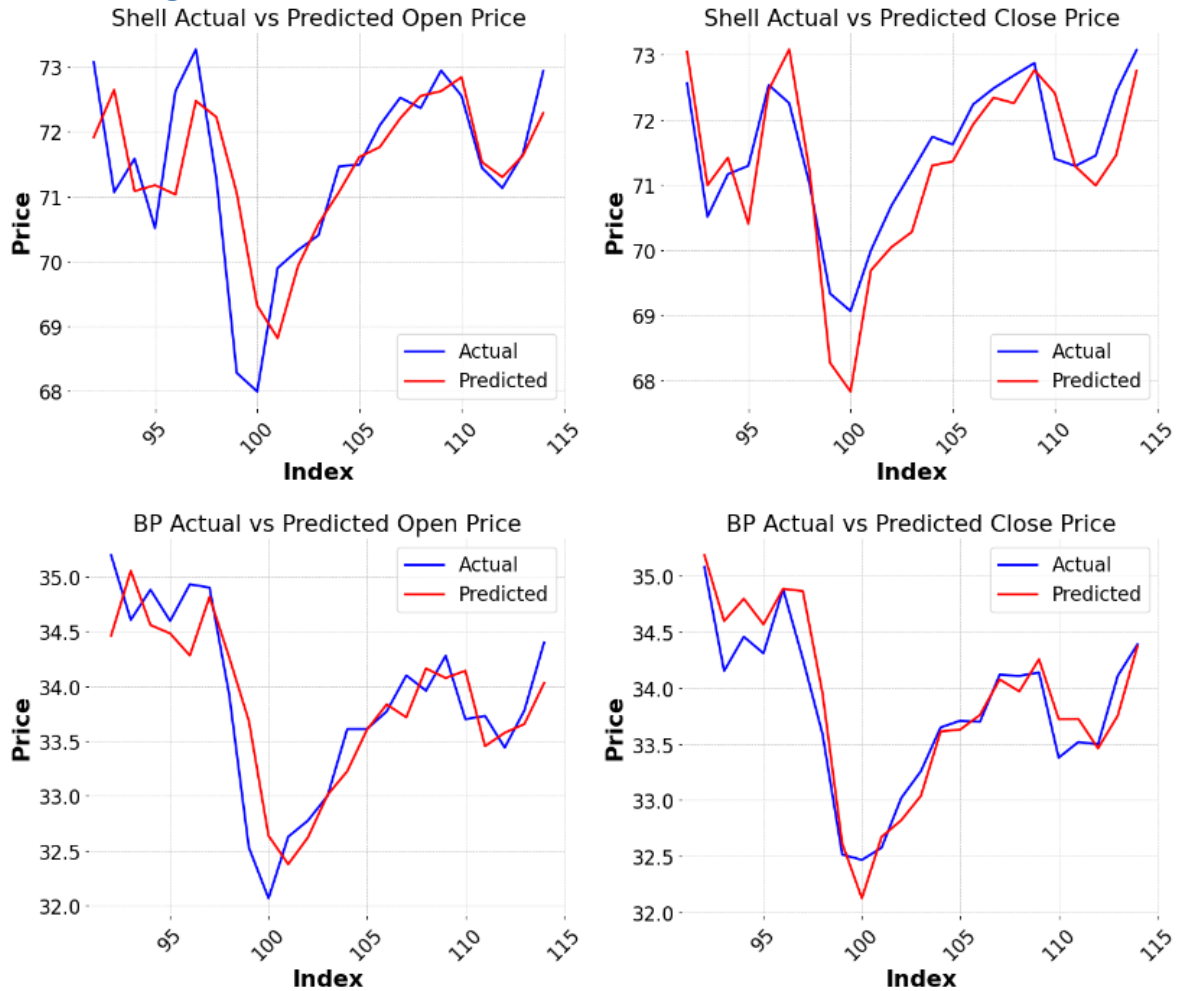 Shell Actual vs Predicted Open Price
73
72
71
70
69
68
Price
Actual
Predicted
95
100
105
110
115
Index
Shell Actual vs Predicted Close Price
73
72
71
70
69
68
Price
Actual
Predicted
95
100
105
110
115
Index
BP Actual vs Predicted Open Price
35.0
34.5
34.0
33.5
33.0
32.5
32.0
Price
Actual
Predicted
95
100
105
110
115
Index
BP Actual vs Predicted Close Price
35.0
34.5
34.0
33.5
33.0
32.5
32.0
Price
Actual
Predicted
95
100
105
110
115
Index